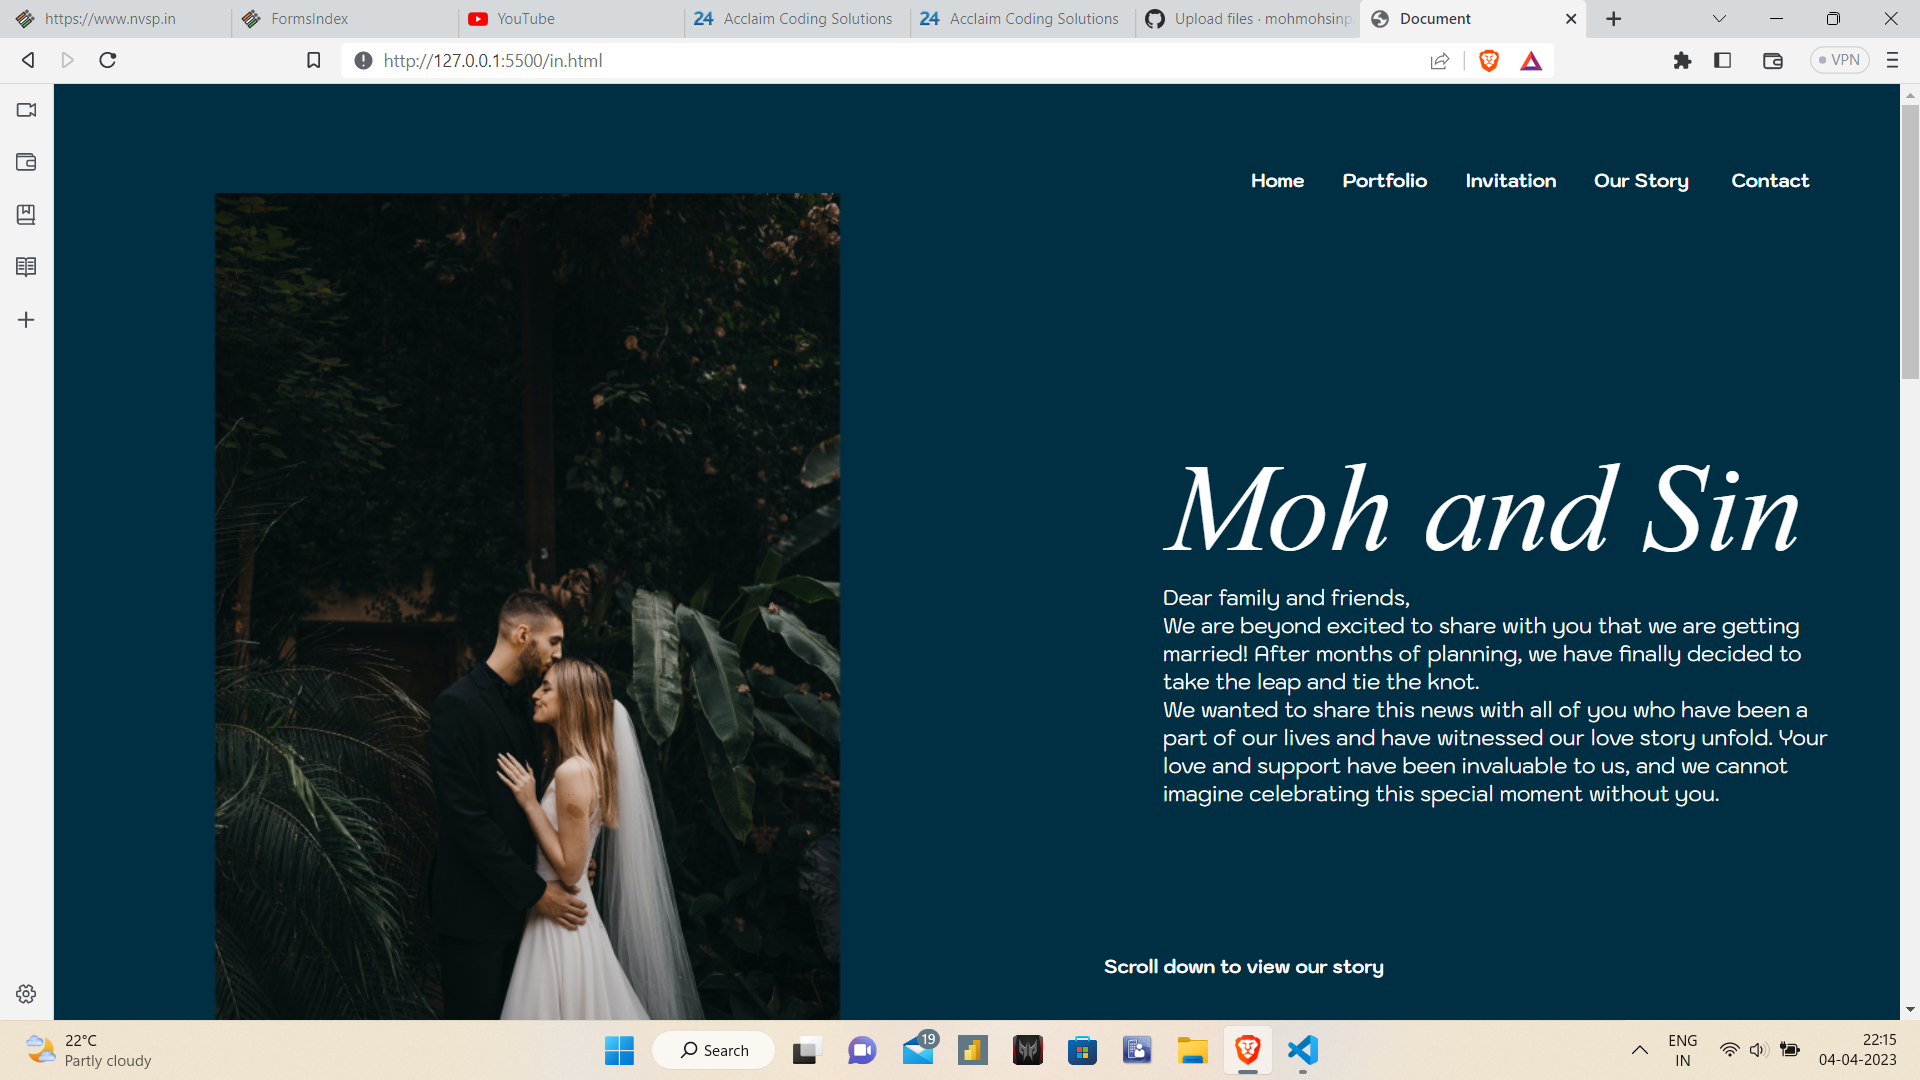 https://www.nvsp.in
FormsIndex
YouTube
24 Acclaim Coding Solutions
24 Acclaim Coding Solutions
Upload files · mohmohsinp
Document
http://127.0.0.1:5500/in.html
VPN
Home Portfolio Invitation Our Story Contact
Moh and Sin
Dear family and friends,
We are beyond excited to share with you that we are getting
married! After months of planning, we have finally decided to
take the leap and tie the knot.
We wanted to share this news with all of you who have been a
part of our lives and have witnessed our love story unfold. Your
love and support have been invaluable to us, and we cannot
imagine celebrating this special moment without you.
Scroll down to view our story
22°C
Partly cloudy
Search
19
ENG
IN
22:15
04-04-2023